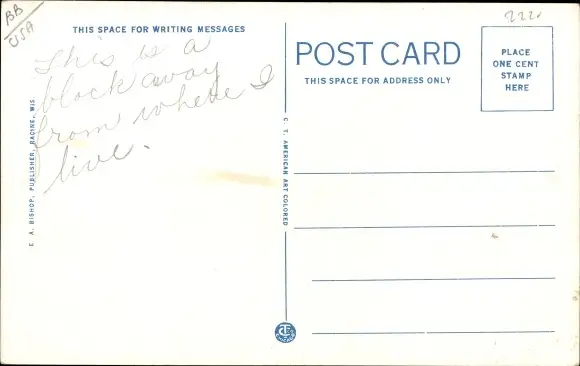 BB
USA
THIS SPACE FOR WRITING MESSAGES
This is a
block away
from where I
live.
E. A. BISHOP, PUBLISHER, RACINE, WIS.
C. T. AMERICAN ART COLORED
POST CARD
THIS SPACE FOR ADDRESS ONLY
PLACE
ONE CENT
STAMP
HERE